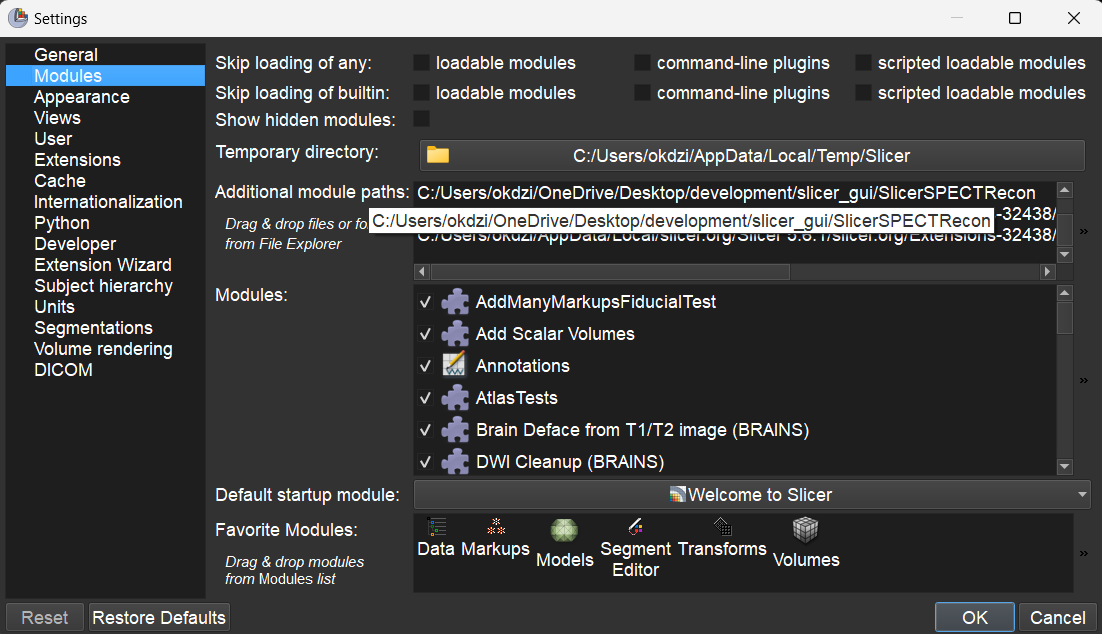 Settings
General
Modules
Appearance
Views
User
Extensions
Cache
Internationalization
Python
Developer
Extension Wizard
Subject hierarchy
Units
Segmentations
Volume rendering
DICOM
Skip loading of any: loadable modules command-line plugins scripted loadable modules
Skip loading of builtin: loadable modules command-line plugins scripted loadable modules
Show hidden modules:
Temporary directory: C:/Users/okdzi/AppData/Local/Temp/Slicer
Additional module paths: C:/Users/okdzi/OneDrive/Desktop/development/slicer_gui/SlicerSPECTRecon
Drag & drop files or
from File Explorer
C:/Users/okdzi/OneDrive/Desktop/development/slicer_gui/SlicerSPECTRecon
-32438/
C:/Users/okdzi/AppData/Local/slicer.org/Slicer 5.6.1/slicer.org/Extensions-32438/
Modules:
AddManyMarkupsFiducialTest
Add Scalar Volumes
Annotations
AtlasTests
Brain Deface from T1/T2 image (BRAINS)
DWI Cleanup (BRAINS)
Default startup module: Welcome to Slicer
Favorite Modules:
Drag & drop modules
from Modules list
Data Markups Models Segment Editor Transforms Volumes
Reset Restore Defaults OK Cancel